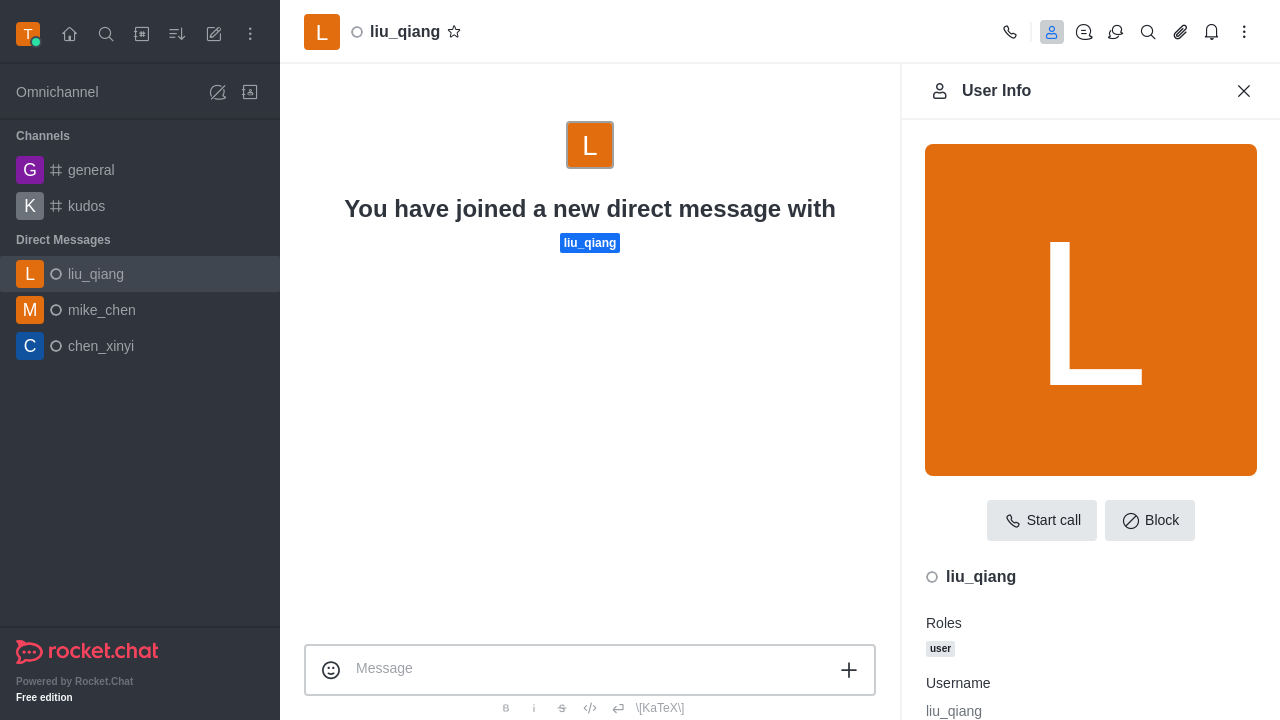 T
Omnichannel
Channels
G general
K kudos
Direct Messages
L liu_qiang
M mike_chen
C chen_xinyi
rocket.chat
Powered by Rocket.Chat
Free edition
L liu_qiang
L
You have joined a new direct message with
liu_qiang
Message
B i S \[KaTeX\]
User Info
L
Start call Block
liu_qiang
Roles
user
Username
liu_qiang